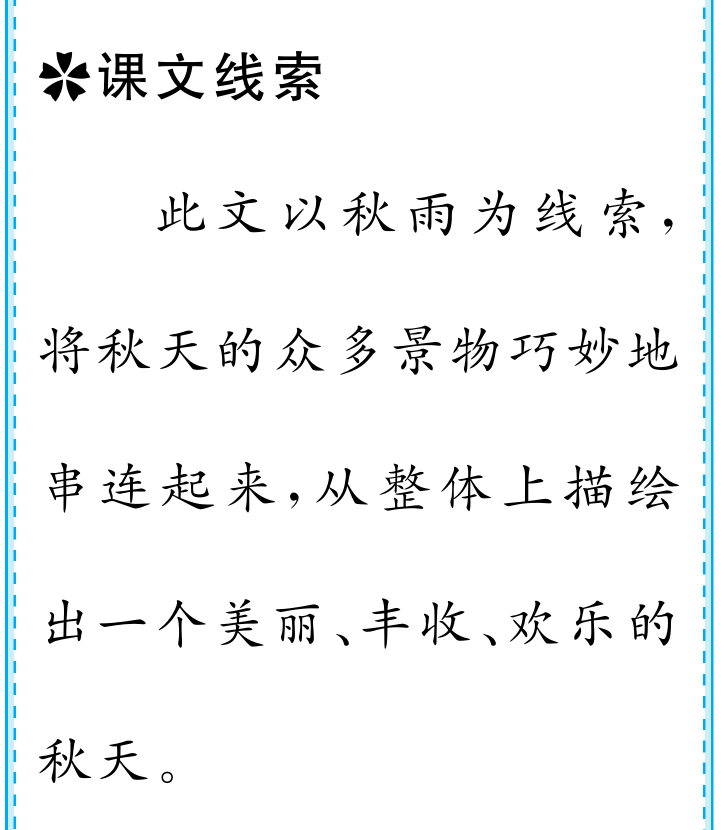 ✲课文线索
此文以秋雨为线索，
将秋天的众多景物巧妙地
串连起来，从整体上描绘
出一个美丽、丰收、欢乐的
秋天。